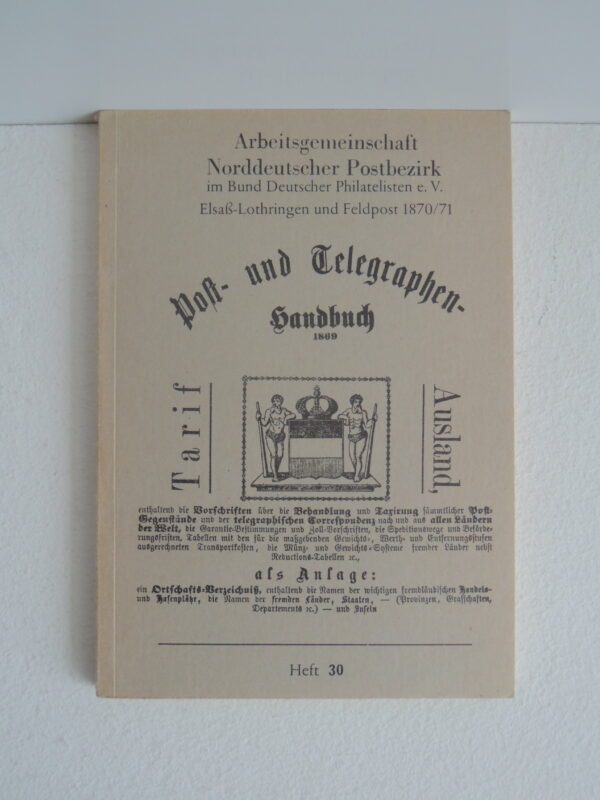 Arbeitsgemeinschaft
Norddeutscher Postbezirk
im Bund Deutscher Philatelisten e. V.
Elsaß-Lothringen und Feldpost 1870/71
Post- und Telegraphen-
Handbuch
1869
Tarif
Ausland,
enthaltend die Vorschriften über die Behandlung und Taxirung sämmtlicher Post-
Gegenstände und der telegraphischen Correspondenz nach und aus allen Ländern
der Welt, die Garantie-Bestimmungen und Zoll-Vorschriften, die Speditionswege und Beförde-
rungsfristen, Tabellen mit den für die maßgebenden Gewichts-, Werth- und Entfernungsstufen
ausgerechneten Transportkosten, die Münz- und Gewichts-Systeme fremder Länder nebst
Reductions-Tabellen ꝛc.,
als Anlage:
ein Ortschafts-Verzeichniß, enthaltend die Namen der wichtigen fremdländischen Handels-
und Hafenplätze, die Namen der fremden Länder, Staaten, — (Provinzen, Grafschaften,
Departements ꝛc.) — und Inseln
Heft 30